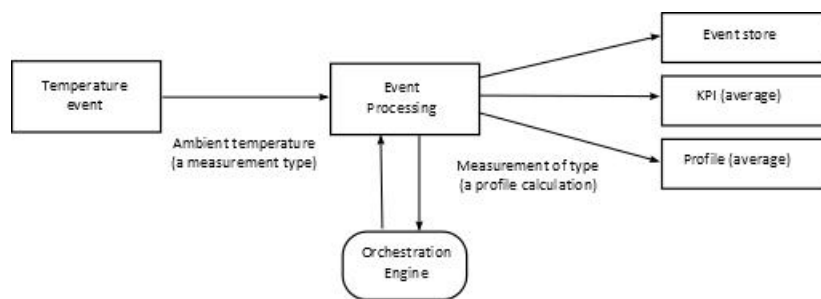 Temperature
event
Ambient temperature
(a measurement type)
Event
Processing
Orchestration
Engine
Measurement of type
(a profile calculation)
Event store
KPI (average)
Profile (average)